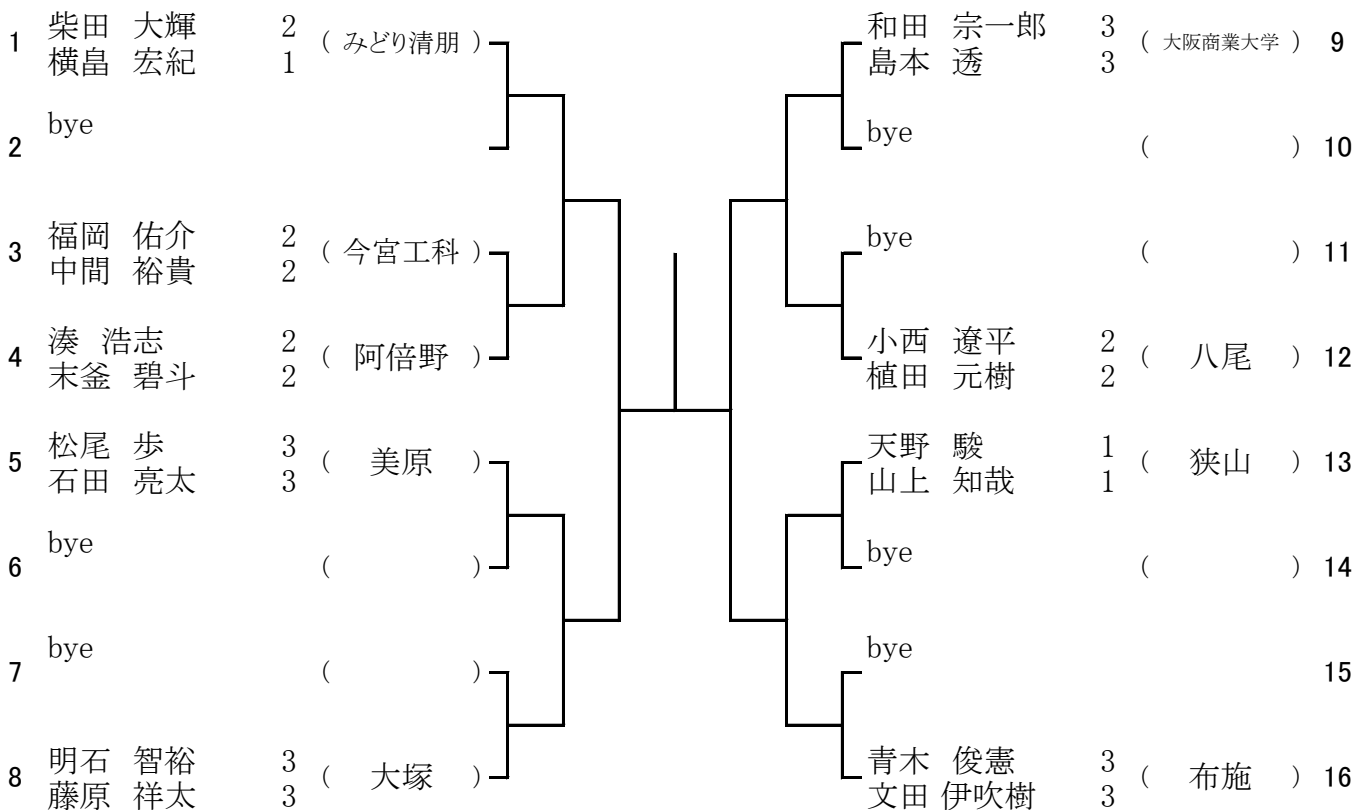 1 柴田 大輝 2 ( みどり清朋 )
横畠 宏紀 1
2 bye
3 福岡 佑介 2 ( 今宮工科 )
中間 裕貴 2
4 湊 浩志 2 ( 阿倍野 )
末釜 碧斗 2
5 松尾 歩 3 ( 美原 )
石田 亮太 3
6 bye ( )
7 bye ( )
8 明石 智裕 3 ( 大塚 )
藤原 祥太 3
和田 宗一郎 3 ( 大阪商業大学 ) 9
島本 透 3
bye ( ) 10
bye ( ) 11
小西 遼平 2 ( 八尾 ) 12
植田 元樹 2
天野 駿 1 ( 狭山 ) 13
山上 知哉 1
bye ( ) 14
bye 15
青木 俊憲 3 ( 布施 ) 16
文田 伊吹樹 3